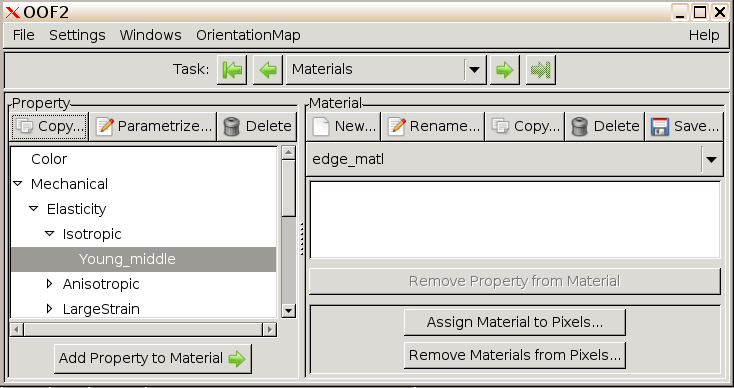 OOF2
File Settings Windows OrientationMap Help
Task: Materials
Property
Copy... Parametrize... Delete
Color
Mechanical
Elasticity
Isotropic
Young_middle
Anisotropic
LargeStrain
Add Property to Material
Material
New... Rename... Copy... Delete Save...
edge_matl
Remove Property from Material
Assign Material to Pixels...
Remove Materials from Pixels...